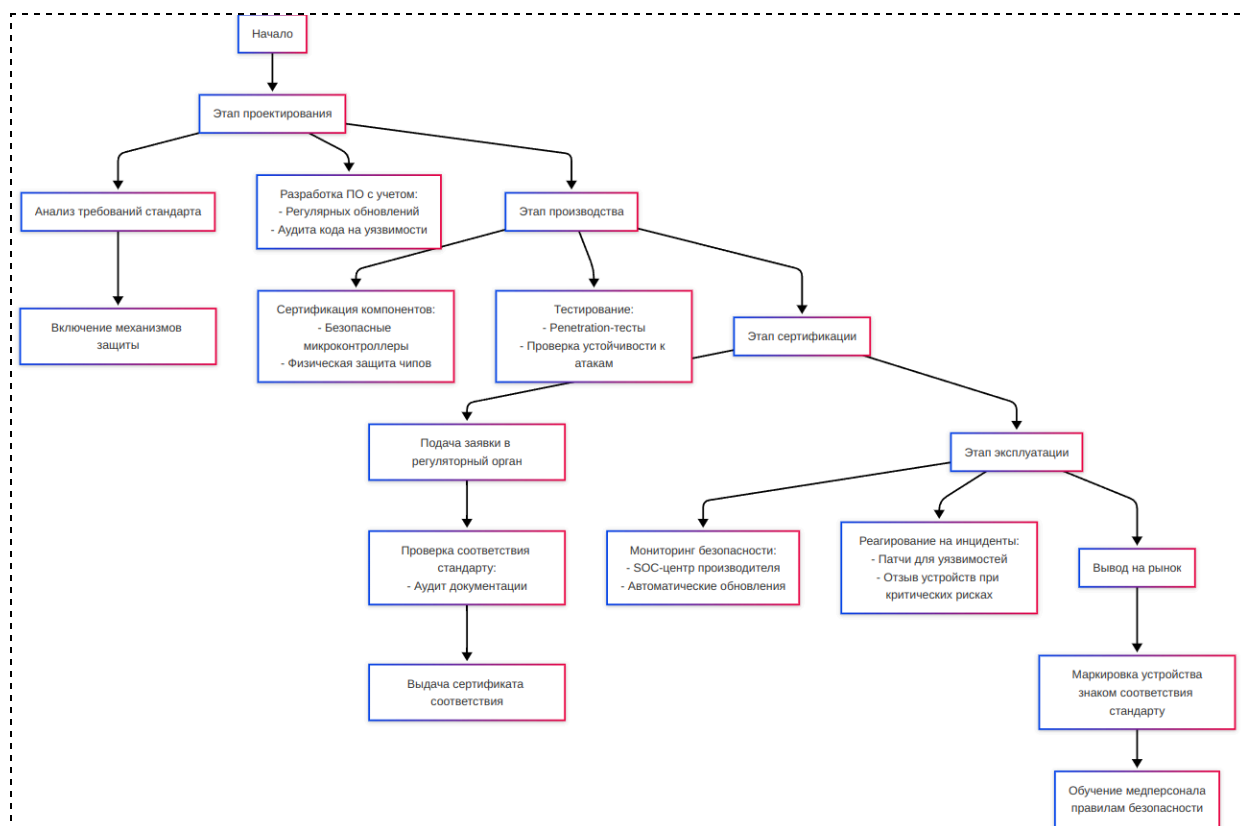 Начало
Этап проектирования
Анализ требований стандарта
Разработка ПО с учетом:
- Регулярных обновлений
- Аудита кода на уязвимости
Этап производства
Включение механизмов
защиты
Сертификация компонентов:
- Безопасные
микроконтроллеры
- Физическая защита чипов
Тестирование:
- Penetration-тесты
- Проверка устойчивости к
атакам
Этап сертификации
Подача заявки в
регуляторный орган
Этап эксплуатации
Проверка соответствия
стандарту:
- Аудит документации
Мониторинг безопасности:
- SOC-центр производителя
- Автоматические обновления
Реагирование на инциденты:
- Патчи для уязвимостей
- Отзыв устройств при
критических рисках
Вывод на рынок
Выдача сертификата
соответствия
Маркировка устройства
знаком соответствия
стандарту
Обучение медперсонала
правилам безопасности